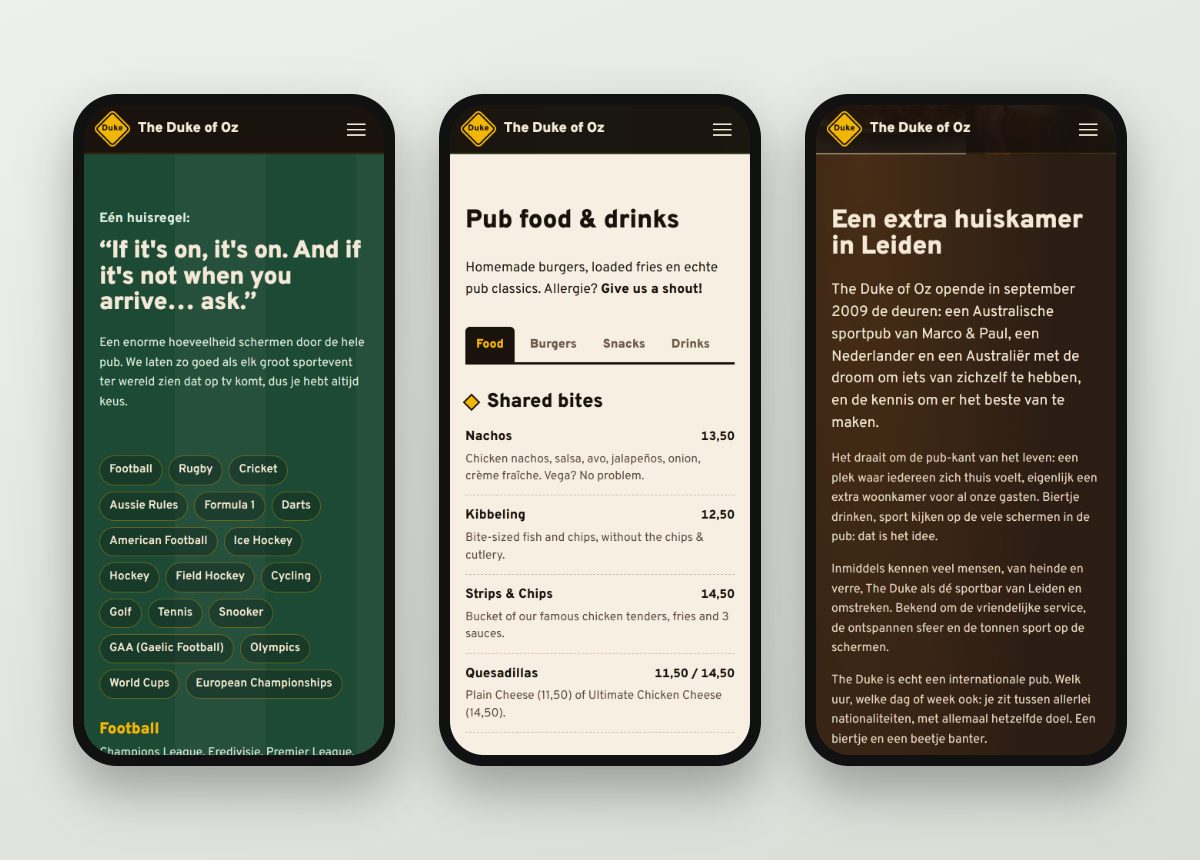 Duke The Duke of Oz
Eén huisregel:
“If it's on, it's on. And if
it's not when you
arrive… ask.”
Een enorme hoeveelheid schermen door de hele
pub. We laten zo goed als elk groot sportevent
ter wereld zien dat op tv komt, dus je hebt altijd
keus.
Football Rugby Cricket
Aussie Rules Formula 1 Darts
American Football Ice Hockey
Hockey Field Hockey Cycling
Golf Tennis Snooker
GAA (Gaelic Football) Olympics
World Cups European Championships
Football
Champions League, Eredivisie, Premier League,
Duke The Duke of Oz
Pub food & drinks
Homemade burgers, loaded fries en echte
pub classics. Allergie? Give us a shout!
Food Burgers Snacks Drinks
Shared bites
Nachos 13,50
Chicken nachos, salsa, avo, jalapeños, onion,
crème fraîche. Vega? No problem.
Kibbeling 12,50
Bite-sized fish and chips, without the chips &
cutlery.
Strips & Chips 14,50
Bucket of our famous chicken tenders, fries and 3
sauces.
Quesadillas 11,50 / 14,50
Plain Cheese (11,50) of Ultimate Chicken Cheese
(14,50).
Duke The Duke of Oz
Een extra huiskamer
in Leiden
The Duke of Oz opende in september
2009 de deuren: een Australische
sportpub van Marco & Paul, een
Nederlander en een Australiër met de
droom om iets van zichzelf te hebben,
en de kennis om er het beste van te
maken.
Het draait om de pub-kant van het leven: een
plek waar iedereen zich thuis voelt, eigenlijk een
extra woonkamer voor al onze gasten. Biertje
drinken, sport kijken op de vele schermen in de
pub: dat is het idee.
Inmiddels kennen veel mensen, van heinde en
verre, The Duke als dé sportbar van Leiden en
omstreken. Bekend om de vriendelijke service,
de ontspannen sfeer en de tonnen sport op de
schermen.
The Duke is echt een internationale pub. Welk
uur, welke dag of week ook: je zit tussen allerlei
nationaliteiten, met allemaal hetzelfde doel. Een
biertje en een beetje banter.